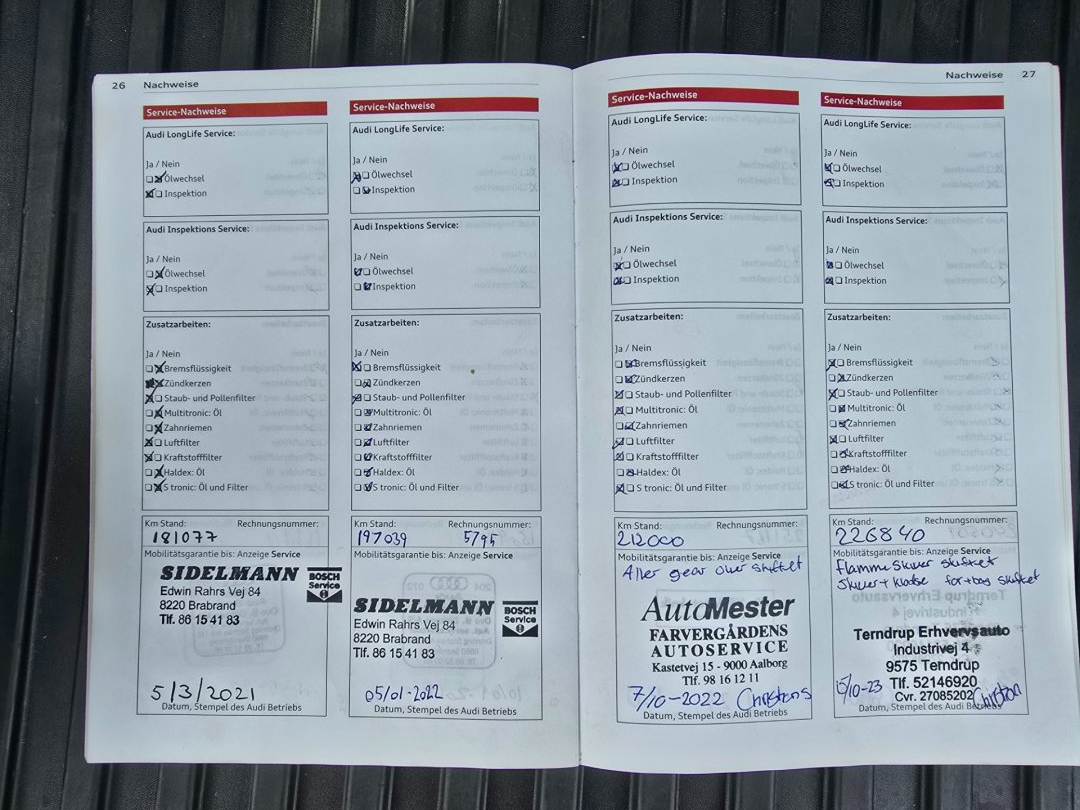 26 Nachweise
Service-Nachweise
Audi LongLife Service:
Ja / Nein
Ölwechsel
Inspektion
Audi Inspektions Service:
Ja / Nein
Ölwechsel
Inspektion
Zusatzarbeiten:
Ja / Nein
Bremsflüssigkeit
Zündkerzen
Staub- und Pollenfilter
Multitronic: Öl
Zahnriemen
Luftfilter
Kraftstofffilter
Haldex: Öl
S tronic: Öl und Filter
Km Stand: Rechnungsnummer:
181077
Mobilitätsgarantie bis: Anzeige Service
SIDELMANN
BOSCH
Service
Edwin Rahrs Vej 84
8220 Brabrand
Tlf. 86 15 41 83
5/3/2021
Datum, Stempel des Audi Betriebs
Service-Nachweise
Audi LongLife Service:
Ja / Nein
Ölwechsel
Inspektion
Audi Inspektions Service:
Ja / Nein
Ölwechsel
Inspektion
Zusatzarbeiten:
Ja / Nein
Bremsflüssigkeit
Zündkerzen
Staub- und Pollenfilter
Multitronic: Öl
Zahnriemen
Luftfilter
Kraftstofffilter
Haldex: Öl
S tronic: Öl und Filter
Km Stand: Rechnungsnummer:
197039 5795
Mobilitätsgarantie bis: Anzeige Service
SIDELMANN
BOSCH
Service
Edwin Rahrs Vej 84
8220 Brabrand
Tlf. 86 15 41 83
05/01-2022
Datum, Stempel des Audi Betriebs
Nachweise 27
Service-Nachweise
Audi LongLife Service:
Ja / Nein
Ölwechsel
Inspektion
Audi Inspektions Service:
Ja / Nein
Ölwechsel
Inspektion
Zusatzarbeiten:
Ja / Nein
Bremsflüssigkeit
Zündkerzen
Staub- und Pollenfilter
Multitronic: Öl
Zahnriemen
Luftfilter
Kraftstofffilter
Haldex: Öl
S tronic: Öl und Filter
Km Stand: Rechnungsnummer:
212000
Mobilitätsgarantie bis: Anzeige Service
gear skiftet
AutoMester
FARVERGÅRDENS
AUTOSERVICE
Kastetvej 15 - 9000 Aalborg
Tlf. 98 16 12 11
7/10-2022
Datum, Stempel des Audi Betriebs
Service-Nachweise
Audi LongLife Service:
Ja / Nein
Ölwechsel
Inspektion
Audi Inspektions Service:
Ja / Nein
Ölwechsel
Inspektion
Zusatzarbeiten:
Ja / Nein
Bremsflüssigkeit
Zündkerzen
Staub- und Pollenfilter
Multitronic: Öl
Zahnriemen
Luftfilter
Kraftstofffilter
Haldex: Öl
S tronic: Öl und Filter
Km Stand: Rechnungsnummer:
226840
Mobilitätsgarantie bis: Anzeige Service
skiftet
for+bag skiftet
Terndrup Erhvervsauto
Industrivej 4
9575 Terndrup
Tlf. 52146920
Cvr. 27085202
10-23
Datum, Stempel des Audi Betriebs